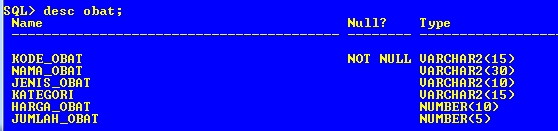 SQL> desc obat;
Name Null? Type
KODE_OBAT NOT NULL VARCHAR2(15)
NAMA_OBAT VARCHAR2(30)
JENIS_OBAT VARCHAR2(10)
KATEGORI VARCHAR2(15)
HARGA_OBAT NUMBER(10)
JUMLAH_OBAT NUMBER(5)